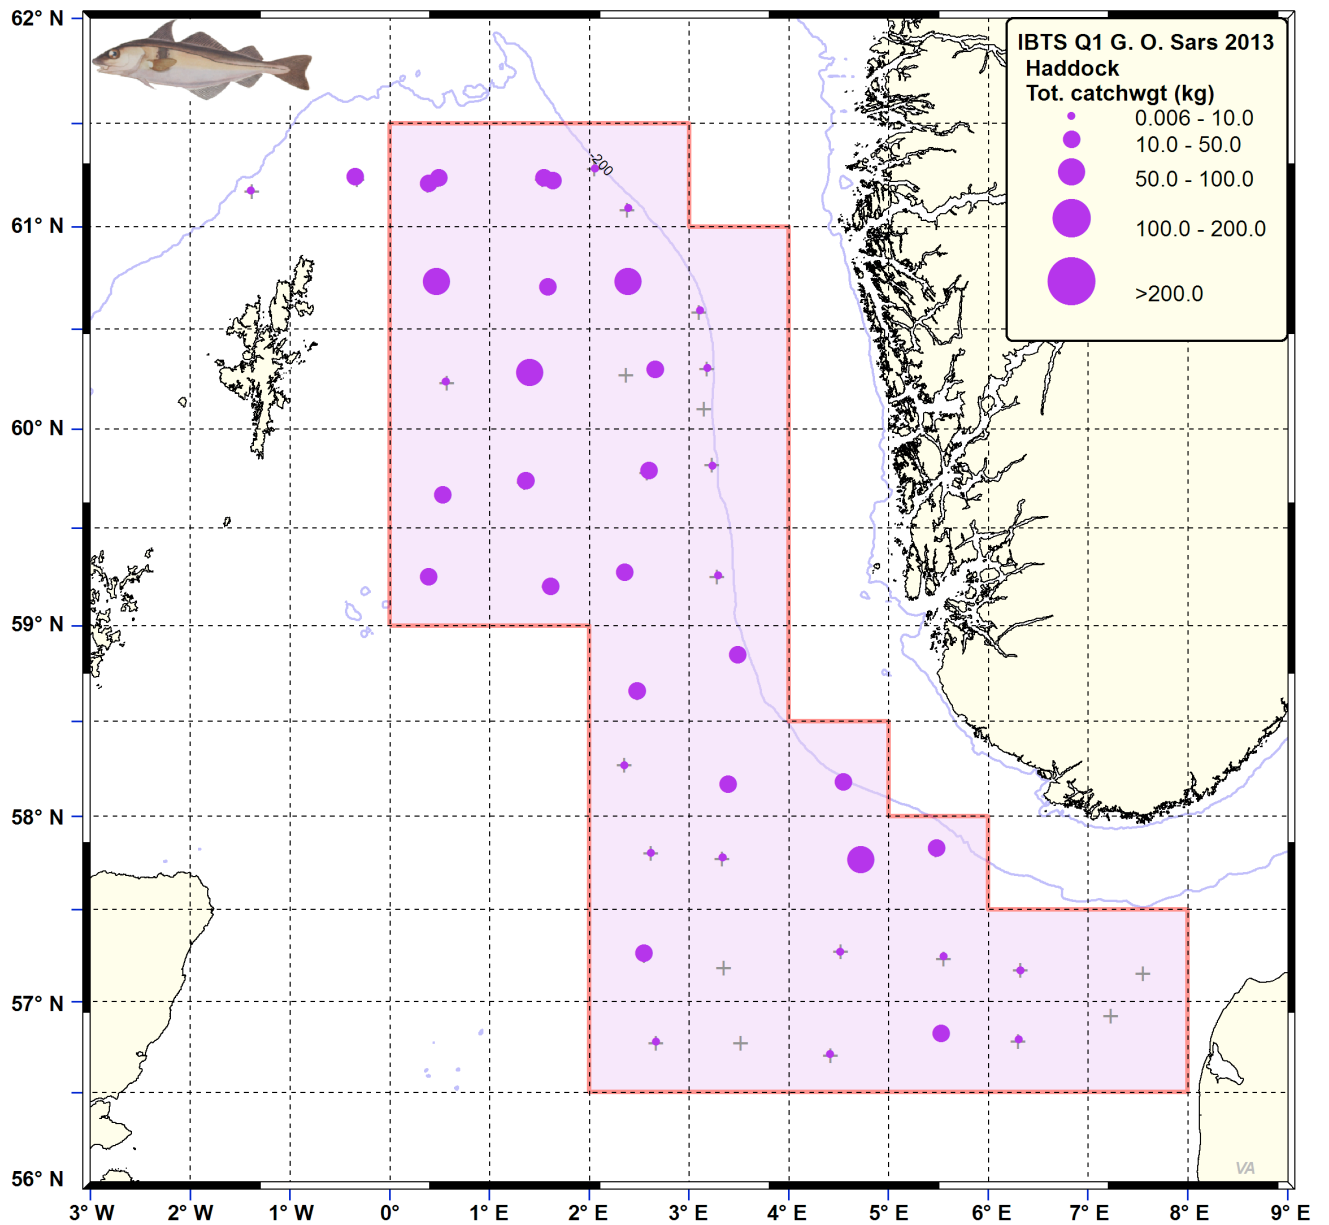 62° N
61° N
60° N
59° N
58° N
57° N
56° N
IBTS Q1 G. O. Sars 2013
Haddock
Tot. catchwgt (kg)
0.006 - 10.0
10.0 - 50.0
50.0 - 100.0
100.0 - 200.0
>200.0
-200
VA
3°W
2°W
1°W
0°
1°E
2°E
3°E
4°E
5°E
6°E
7°E
8°E
9°E